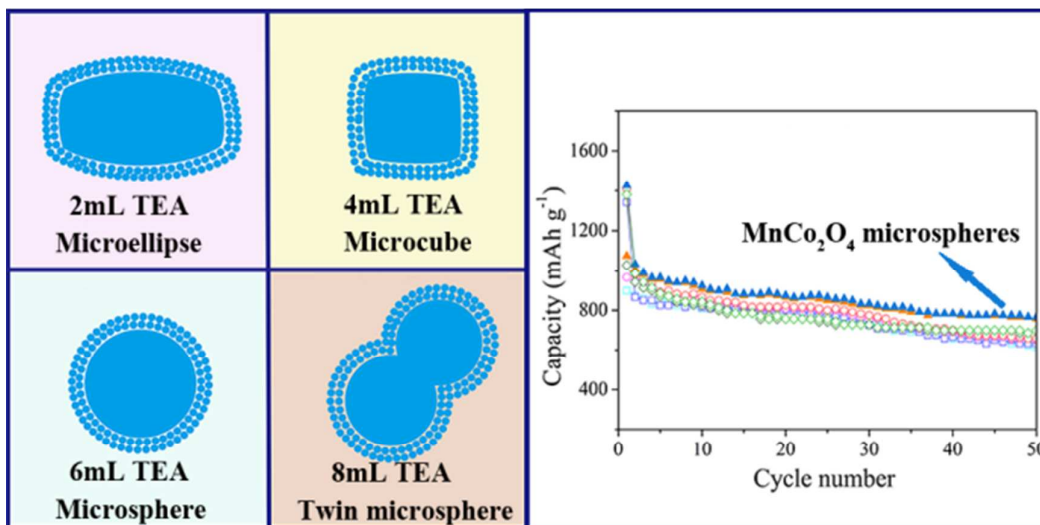 2mL TEA
Microellipse
4mL TEA
Microcube
6mL TEA
Microsphere
8mL TEA
Twin microsphere
Capacity (mAh g⁻¹)
1600
1200
800
400
MnCo₂O₄ microspheres
0 10 20 30 40 50
Cycle number